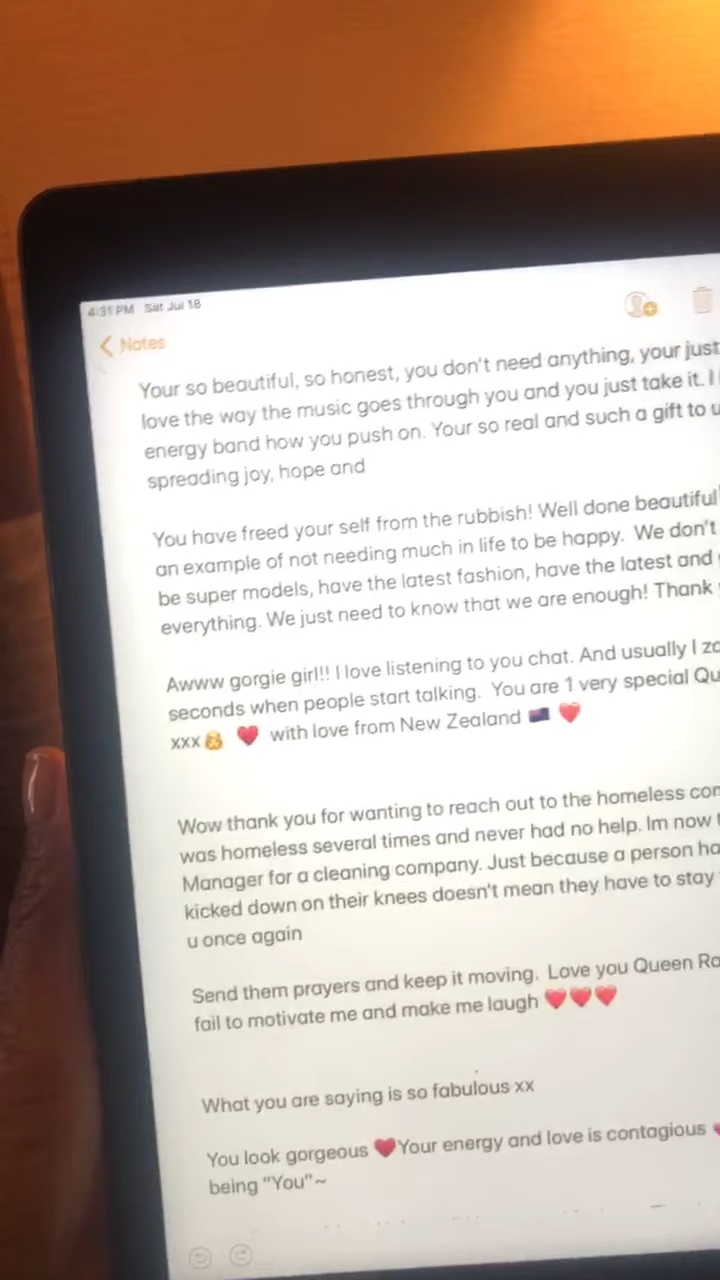 4:31 PM Sat Jul 18
Notes
Your so beautiful, so honest, you don't need anything, your just
love the way the music goes through you and you just take it. I
energy band how you push on. Your so real and such a gift to
spreading joy, hope and
You have freed your self from the rubbish! Well done beautiful
an example of not needing much in life to be happy. We don't
be super models, have the latest fashion, have the latest and
everything. We just need to know that we are enough! Thank
Awww gorgie girl!! I love listening to you chat. And usually I
seconds when people start talking. You are 1 very special
xxx🤗 ♥️ with love from New Zealand 🇳🇿 ♥️
Wow thank you for wanting to reach out to the homeless
was homeless several times and never had no help. Im now
Manager for a cleaning company. Just because a person
kicked down on their knees doesn't mean they have to stay
u once again
Send them prayers and keep it moving. Love you Queen
fail to motivate me and make me laugh ♥️♥️♥️
What you are saying is so fabulous xx
You look gorgeous ♥️Your energy and love is contagious
being "You"~